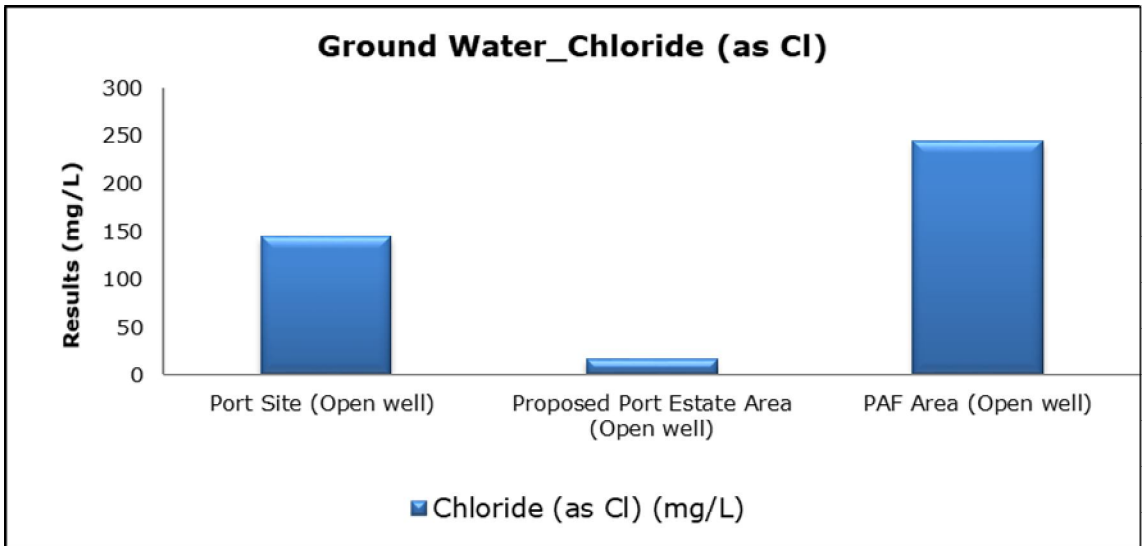 Ground Water_Chloride (as Cl)
300
250
200
150
100
50
0
Results (mg/L)
Port Site (Open well)
Proposed Port Estate Area
(Open well)
PAF Area (Open well)
Chloride (as Cl) (mg/L)